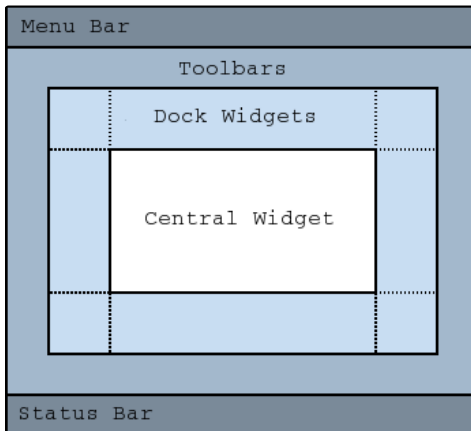 Menu Bar
Toolbars
Dock Widgets
Central Widget
Status Bar